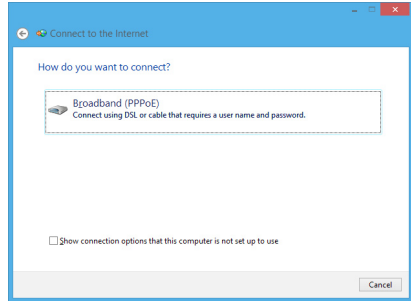 Connect to the Internet
How do you want to connect?
Broadband (PPPoE)
Connect using DSL or cable that requires a user name and password.
Show connection options that this computer is not set up to use
Cancel